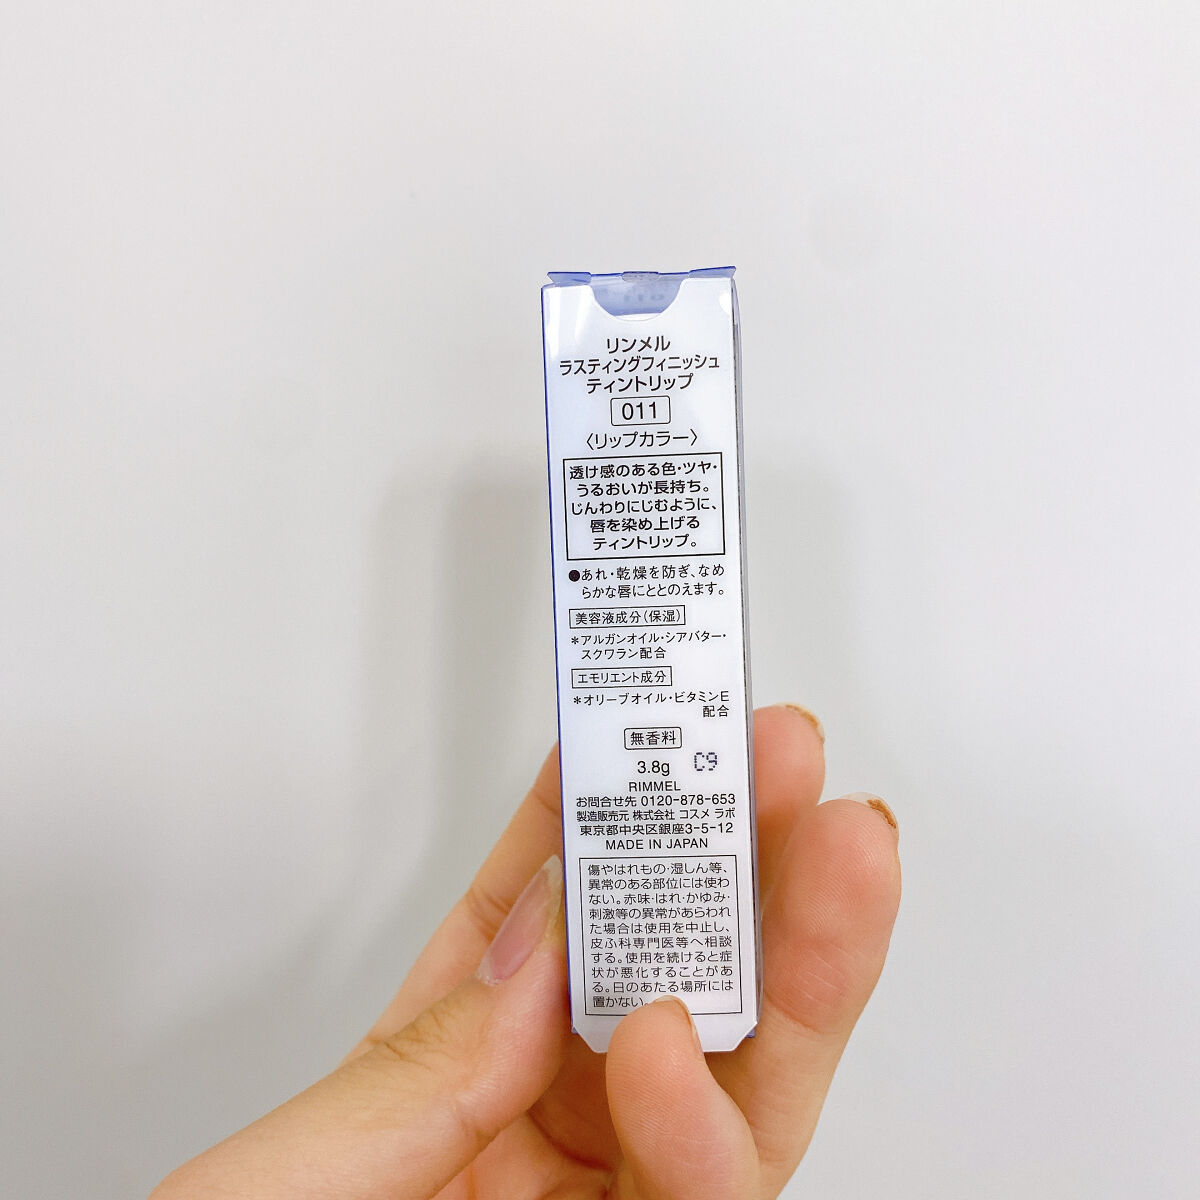 リンメル
ラスティングフィニッシュ
ティントリップ
011
〈リップカラー〉
透け感のある色・ツヤ・
うるおいが長持ち。
じんわりにじむように、
唇を染め上げる
ティントリップ。
●あれ・乾燥を防ぎ、なめ
らかな唇にととのえます。
美容液成分(保湿)
＊アルガンオイル・シアバター・
スクワラン配合
エモリエント成分
＊オリーブオイル・ビタミンE
配合
無香料
3.8g C9
RIMMEL
お問合せ先 0120-878-653
製造販売元 株式会社 コスメ ラボ
東京都中央区銀座3-5-12
MADE IN JAPAN
傷やはれもの・湿しん等、
異常のある部位には使わ
ない。赤味・はれ・かゆみ・
刺激等の異常があらわれ
た場合は使用を中止し、
皮ふ科専門医等へ相談
する。使用を続けると症
状が悪化することがあ
る。日のあたる場所には
置かない。